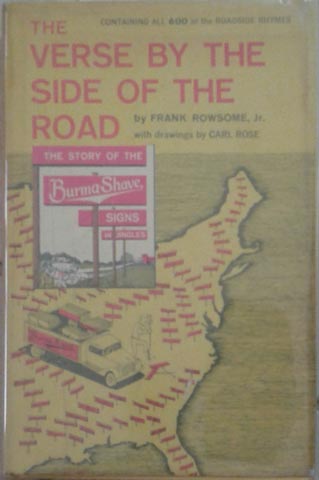 CONTAINING ALL 600 of the ROADSIDE RHYMES
THE
VERSE BY THE
SIDE OF THE
ROAD
by FRANK ROWSOME, Jr.
with drawings by CARL ROSE
THE STORY OF THE
Burma-Shave
SIGNS
JINGLES